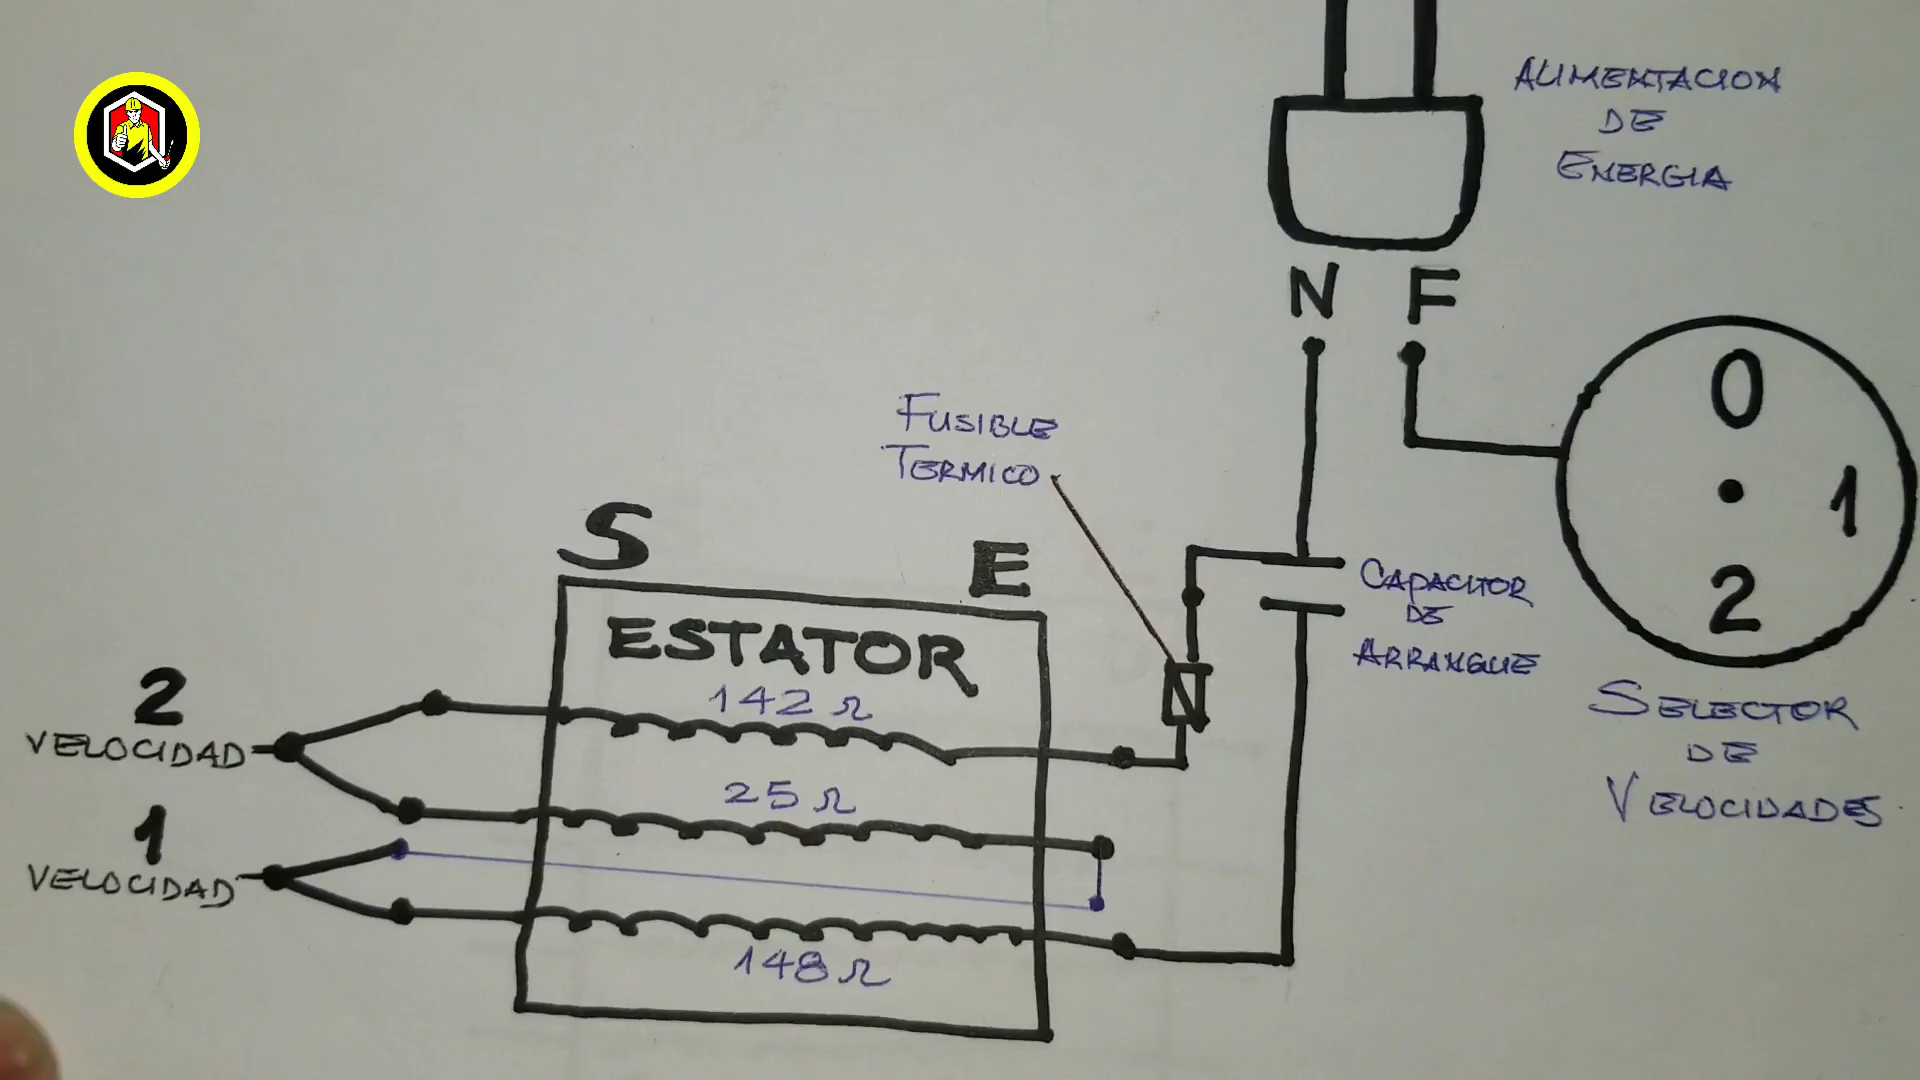 ALIMENTACION
DE
ENERGIA
N F
0
1
2
FUSIBLE
TERMICO
CAPACITOR
DE
ARRANQUE
SELECTOR
DE
VELOCIDADES
S E
ESTATOR
142 Ω
25 Ω
148 Ω
2
VELOCIDAD
1
VELOCIDAD